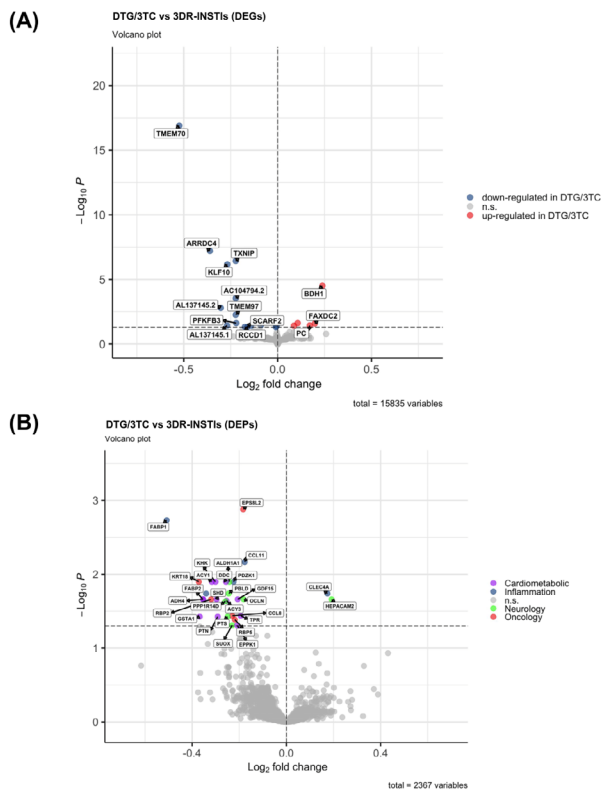 (A)
DTG/3TC vs 3DR-INSTIs (DEGs)
Volcano plot
20
15
10
5
0
− Log10 P
TMEM70
ARRDC4
TXNIP
KLF10
AC104794.2
AL137145.2
TMEM97
PFKFB3
SCARF2
AL137145.1
RCCD1
BDH1
FAXDC2
PC
-0.5
0.0
0.5
Log2 fold change
total = 15835 variables
down-regulated in DTG/3TC
n.s.
up-regulated in DTG/3TC
(B)
DTG/3TC vs 3DR-INSTIs (DEPs)
Volcano plot
3
2
1
0
− Log10 P
EPS8L2
FABP1
CCL11
KHK
ALDH1A1
KRT18
ACY1
DDC
PDZK1
FABP2
SHD
PBLD
GDF15
ADH4
PPP1R14D
OCLN
RBP2
ACY3
CCL8
GSTA1
PTS
TPR
PTN
RBP5
SUOX
EPPK1
CLEC4A
HEPACAM2
-0.4
0.0
0.4
Log2 fold change
total = 2367 variables
Cardiometabolic
Inflammation
n.s.
Neurology
Oncology